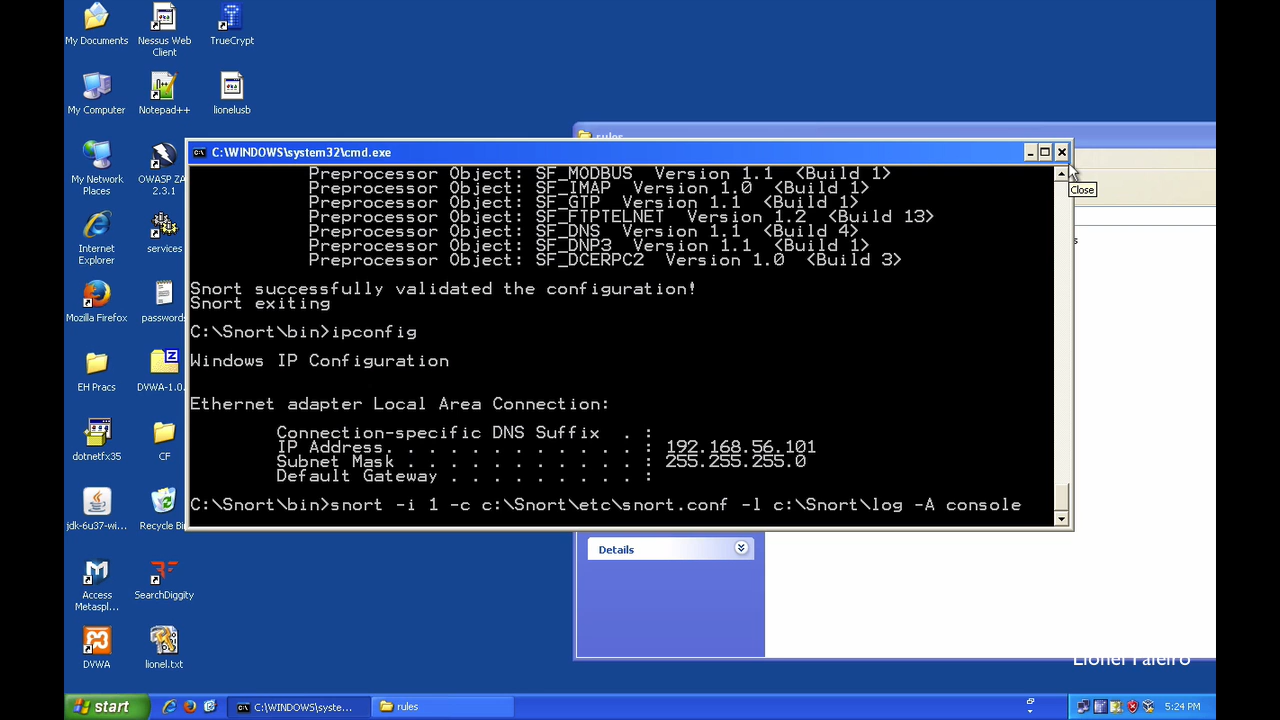 My Documents
Nessus Web
Client
TrueCrypt
My Computer
Notepad++
lionelusb
rules
C:\WINDOWS\system32\cmd.exe
Close
My Network
Places
OWASP ZA
2.3.1
Internet
Explorer
services
Mozilla Firefox
password
EH Pracs
DVWA-1.0.
dotnetfx35
CF
jdk-6u37-wi...
Recycle Bin
Access
Metaspl...
SearchDiggity
DVWA
lionel.txt
Preprocessor Object: SF_MODBUS  Version 1.1  <Build 1>
Preprocessor Object: SF_IMAP  Version 1.0  <Build 1>
Preprocessor Object: SF_GTP  Version 1.1  <Build 1>
Preprocessor Object: SF_FTPTELNET  Version 1.2  <Build 13>
Preprocessor Object: SF_DNS  Version 1.1  <Build 4>
Preprocessor Object: SF_DNP3  Version 1.1  <Build 1>
Preprocessor Object: SF_DCERPC2  Version 1.0  <Build 3>
Snort successfully validated the configuration!
Snort exiting
C:\Snort\bin>ipconfig
Windows IP Configuration
Ethernet adapter Local Area Connection:
Connection-specific DNS Suffix  . :
IP Address. . . . . . . . . . . . : 192.168.56.101
Subnet Mask . . . . . . . . . . . : 255.255.255.0
Default Gateway . . . . . . . . . :
C:\Snort\bin>snort -i 1 -c c:\Snort\etc\snort.conf -l c:\Snort\log -A console
Details
Lionel Faleiro
start
C:\WINDOWS\syste...
rules
5:24 PM